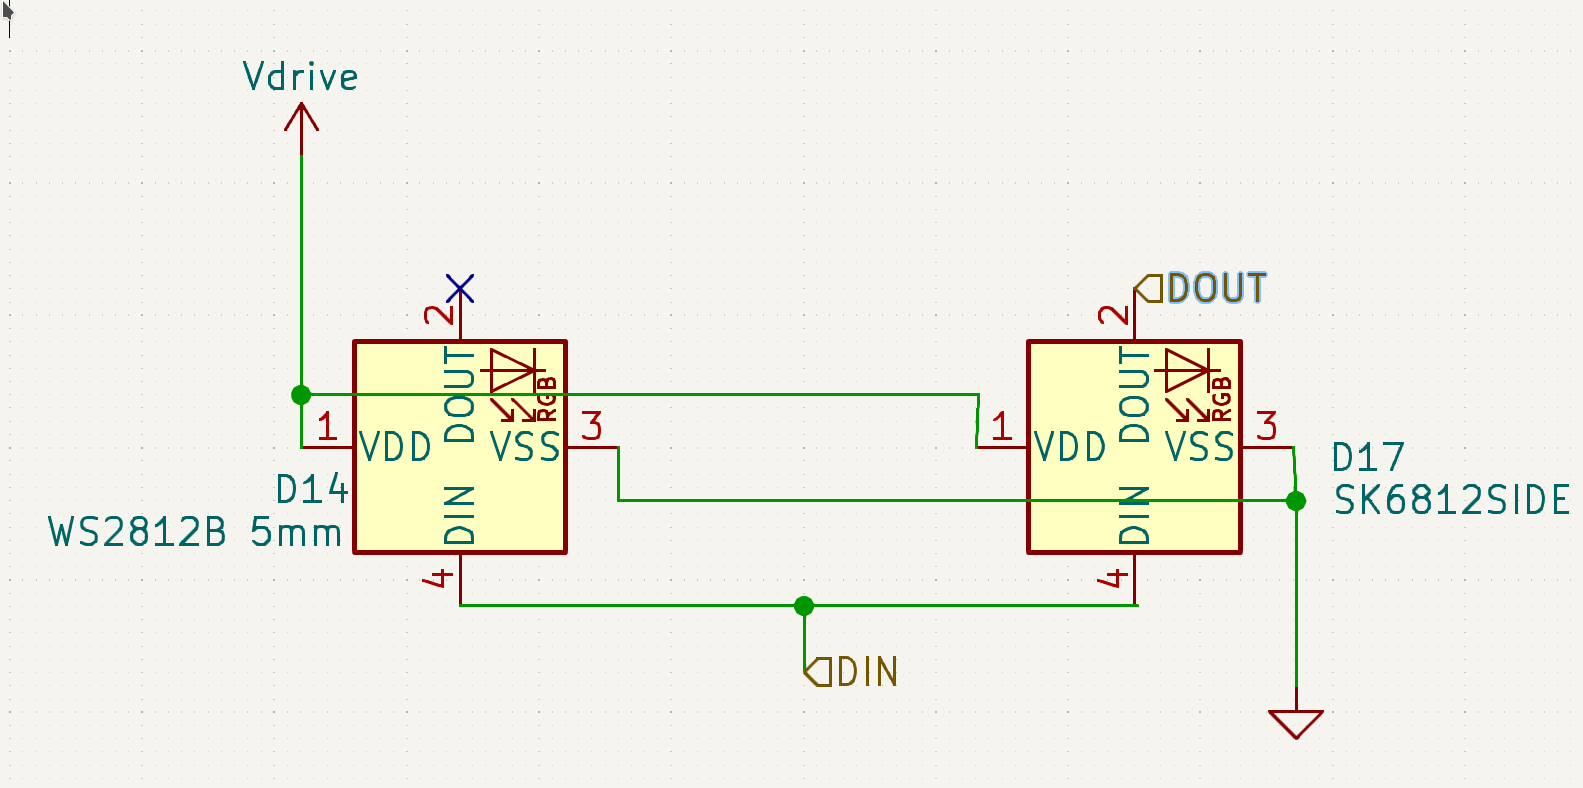 Vdrive
2
DOUT
RGB
1
VDD
VSS
3
DIN
4
D14
WS2812B 5mm
DOUT
2
DOUT
RGB
1
VDD
VSS
3
DIN
4
D17
SK6812SIDE
DIN